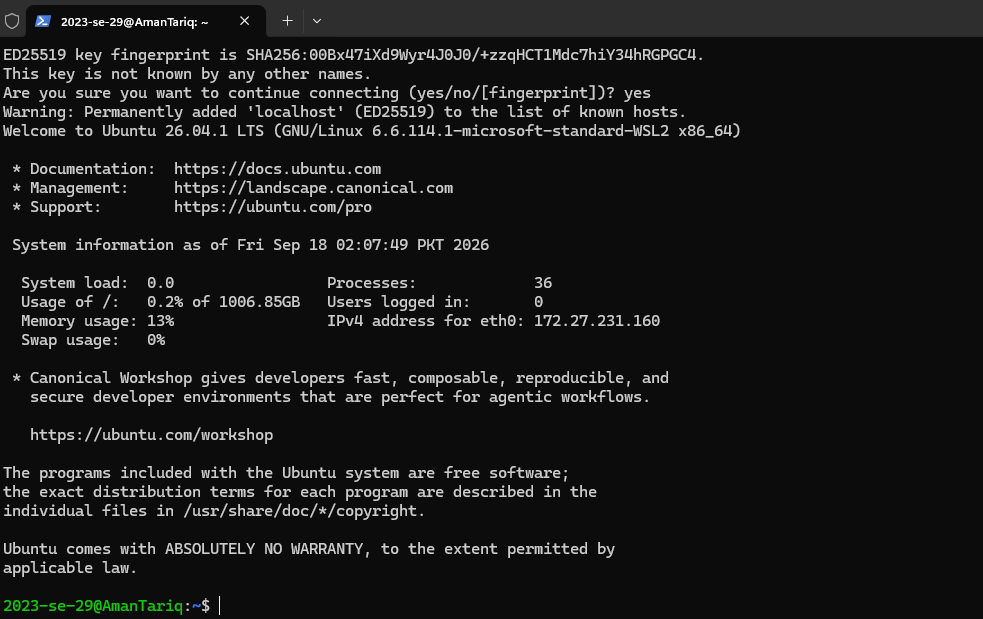 2023-se-29@AmanTariq: ~
ED25519 key fingerprint is SHA256:00Bx47iXd9Wyr4J0J0/+zzqHCT1Mdc7hiY34hRGPGC4.
This key is not known by any other names.
Are you sure you want to continue connecting (yes/no/[fingerprint])? yes
Warning: Permanently added 'localhost' (ED25519) to the list of known hosts.
Welcome to Ubuntu 26.04.1 LTS (GNU/Linux 6.6.114.1-microsoft-standard-WSL2 x86_64)

 * Documentation:  https://docs.ubuntu.com
 * Management:     https://landscape.canonical.com
 * Support:        https://ubuntu.com/pro

 System information as of Fri Sep 18 02:07:49 PKT 2026

  System load:  0.0                 Processes:             36
  Usage of /:   0.2% of 1006.85GB   Users logged in:       0
  Memory usage: 13%                 IPv4 address for eth0: 172.27.231.160
  Swap usage:   0%

 * Canonical Workshop gives developers fast, composable, reproducible, and
   secure developer environments that are perfect for agentic workflows.

   https://ubuntu.com/workshop

The programs included with the Ubuntu system are free software;
the exact distribution terms for each program are described in the
individual files in /usr/share/doc/*/copyright.

Ubuntu comes with ABSOLUTELY NO WARRANTY, to the extent permitted by
applicable law.

2023-se-29@AmanTariq:~$